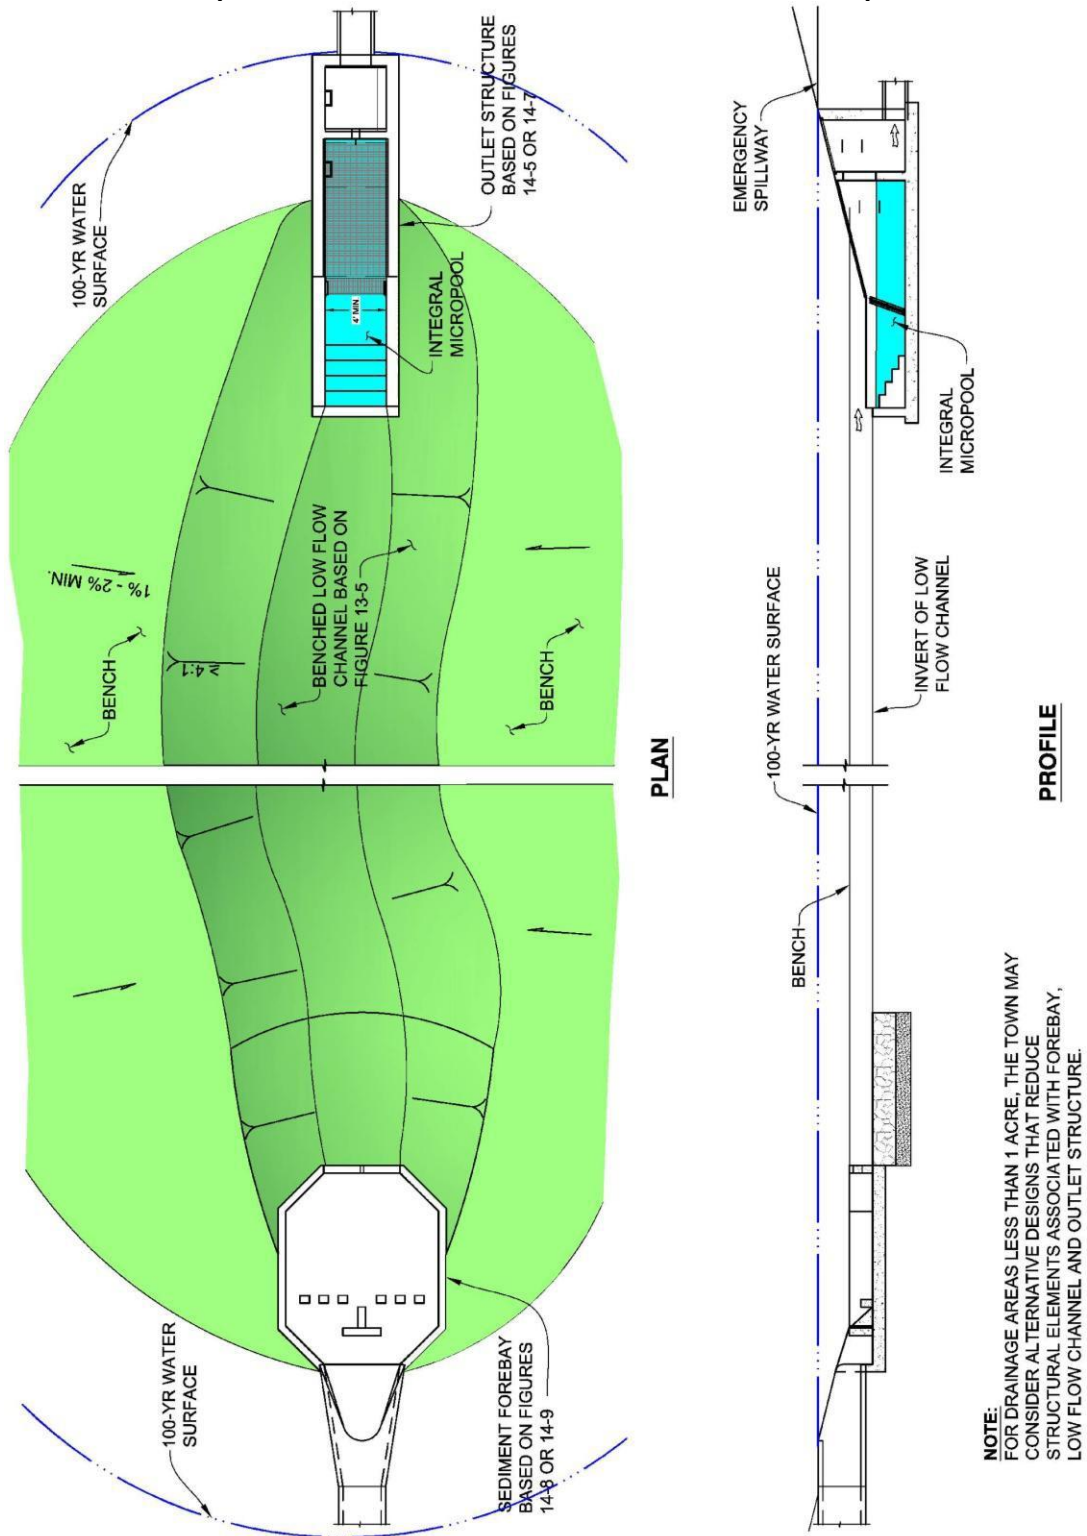 100-YR WATER
SURFACE
SEDIMENT FOREBAY
BASED ON FIGURES
14-8 OR 14-9
BENCH
1% - 2% MIN.
≥4:1
BENCHED LOW FLOW
CHANNEL BASED ON
FIGURE 13-5
BENCH
INTEGRAL
MICROPOOL
4' MIN.
OUTLET STRUCTURE
BASED ON FIGURES
14-5 OR 14-7
100-YR WATER
SURFACE
PLAN
BENCH
100-YR WATER SURFACE
INVERT OF LOW
FLOW CHANNEL
INTEGRAL
MICROPOOL
EMERGENCY
SPILLWAY
PROFILE
NOTE:
FOR DRAINAGE AREAS LESS THAN 1 ACRE, THE TOWN MAY
CONSIDER ALTERNATIVE DESIGNS THAT REDUCE
STRUCTURAL ELEMENTS ASSOCIATED WITH FOREBAY,
LOW FLOW CHANNEL AND OUTLET STRUCTURE.